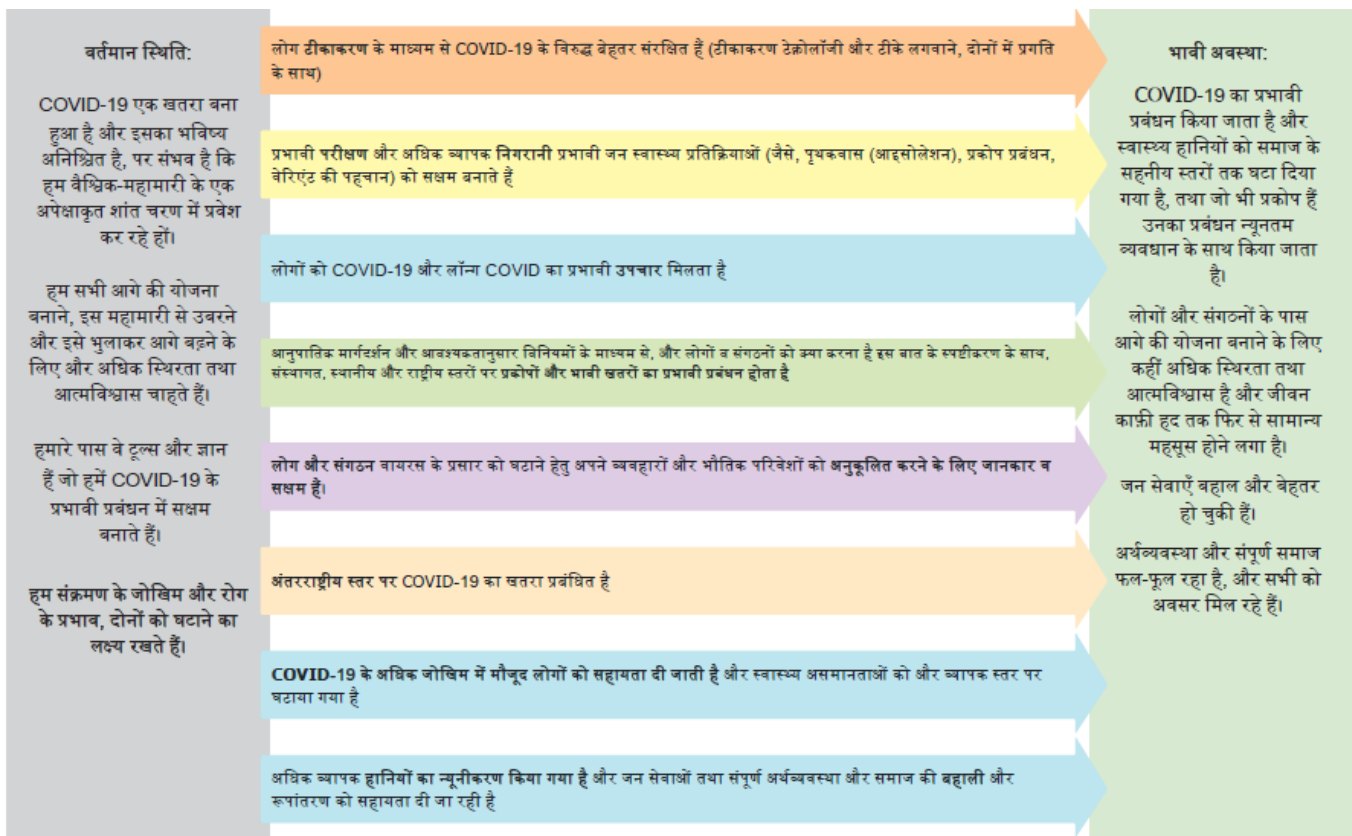 वर्तमान स्थिति:
COVID-19 एक खतरा बना
हुआ है और इसका भविष्य
अनिश्चित है, पर संभव है कि
हम वैश्विक-महामारी के एक
अपेक्षाकृत शांत चरण में प्रवेश
कर रहे हों।
हम सभी आगे की योजना
बनाने, इस महामारी से उबरने
और इसे भुलाकर आगे बढ़ने के
लिए और अधिक स्थिरता तथा
आत्मविश्वास चाहते हैं।
हमारे पास वे टूल्स और ज्ञान
हैं जो हमें COVID-19 के
प्रभावी प्रबंधन में सक्षम
बनाते हैं।
हम संक्रमण के जोखिम और रोग
के प्रभाव, दोनों को घटाने का
लक्ष्य रखते हैं।
लोग टीकाकरण के माध्यम से COVID-19 के विरुद्ध बेहतर संरक्षित हैं (टीकाकरण टेक्नोलॉजी और टीके लगवाने, दोनों में प्रगति
के साथ)
प्रभावी परीक्षण और अधिक व्यापक निगरानी प्रभावी जन स्वास्थ्य प्रतिक्रियाओं (जैसे, पृथकवास (आइसोलेशन), प्रकोप प्रबंधन,
वेरिएंट की पहचान) को सक्षम बनाते हैं
लोगों को COVID-19 और लॉन्ग COVID का प्रभावी उपचार मिलता है
आनुपातिक मार्गदर्शन और आवश्यकतानुसार विनियमों के माध्यम से, और लोगों व संगठनों को क्या करना है इस बात के स्पष्टीकरण के साथ,
संस्थागत, स्थानीय और राष्ट्रीय स्तरों पर प्रकोपों और भावी खतरों का प्रभावी प्रबंधन होता है
लोग और संगठन वायरस के प्रसार को घटाने हेतु अपने व्यवहारों और भौतिक परिवेशों को अनुकूलित करने के लिए जानकार व
सक्षम हैं।
अंतरराष्ट्रीय स्तर पर COVID-19 का खतरा प्रबंधित है
COVID-19 के अधिक जोखिम में मौजूद लोगों को सहायता दी जाती है और स्वास्थ्य असमानताओं को और व्यापक स्तर पर
घटाया गया है
अधिक व्यापक हानियों का न्यूनीकरण किया गया है और जन सेवाओं तथा संपूर्ण अर्थव्यवस्था और समाज की बहाली और
रूपांतरण को सहायता दी जा रही है
भावी अवस्था:
COVID-19 का प्रभावी
प्रबंधन किया जाता है और
स्वास्थ्य हानियों को समाज के
सहनीय स्तरों तक घटा दिया
गया है, तथा जो भी प्रकोप हैं
उनका प्रबंधन न्यूनतम
व्यवधान के साथ किया जाता
है।
लोगों और संगठनों के पास
आगे की योजना बनाने के लिए
कहीं अधिक स्थिरता तथा
आत्मविश्वास है और जीवन
काफ़ी हद तक फिर से सामान्य
महसूस होने लगा है।
जन सेवाएँ बहाल और बेहतर
हो चुकी हैं।
अर्थव्यवस्था और संपूर्ण समाज
फल-फूल रहा है, और सभी को
अवसर मिल रहे हैं।